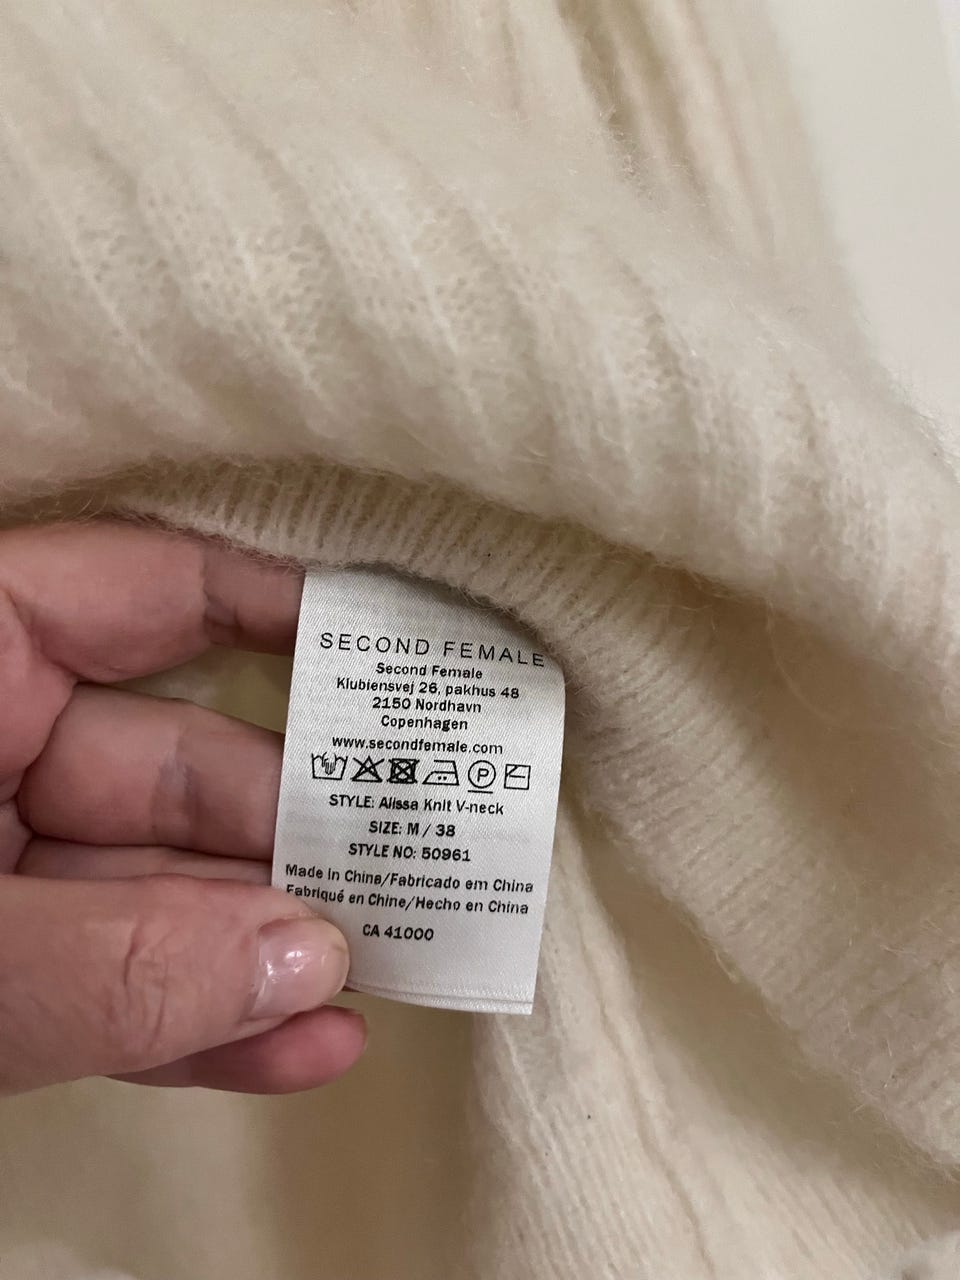 SECOND FEMALE
Second Female
Klubiensvej 26, pakhus 48
2150 Nordhavn
Copenhagen
www.secondfemale.com
P
STYLE: Alissa Knit V-neck
SIZE: M / 38
STYLE NO: 50961
Made in China/Fabricado em China
Fabriqué en Chine/Hecho en China
CA 41000